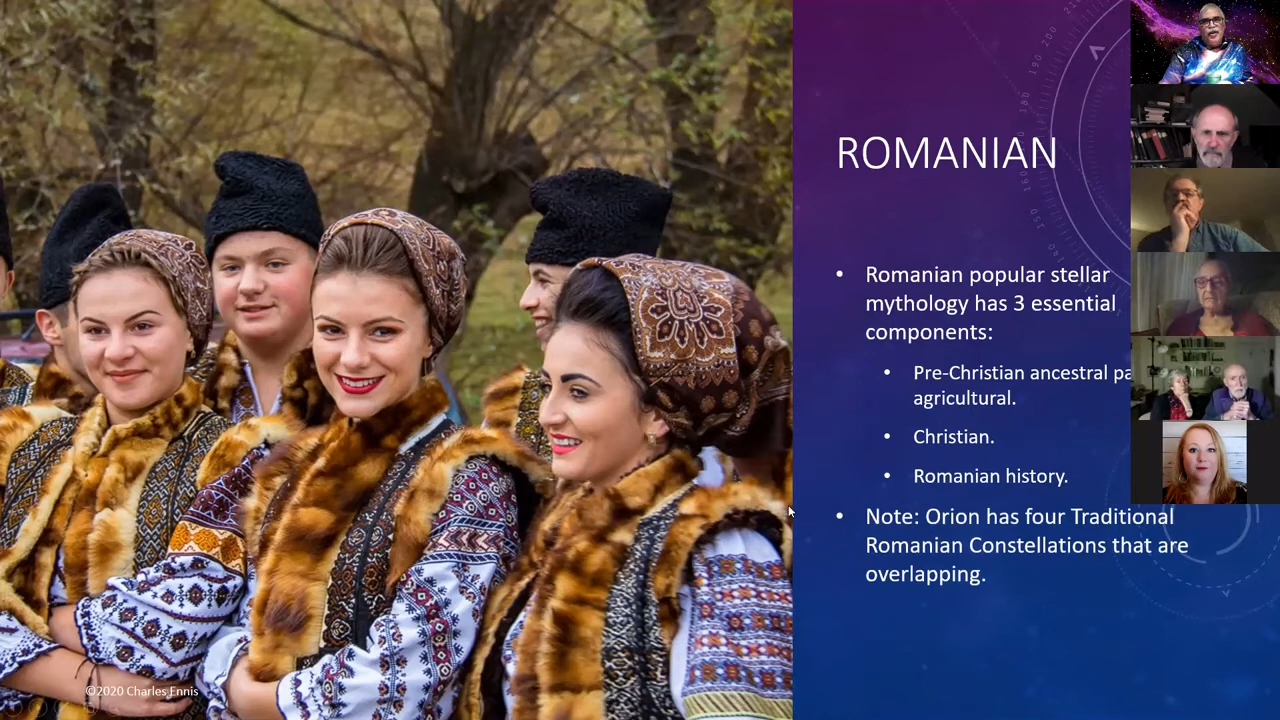 ROMANIAN
• Romanian popular stellar
mythology has 3 essential
components:
• Pre-Christian ancestral
agricultural.
• Christian.
• Romanian history.
• Note: Orion has four Traditional
Romanian Constellations that are
overlapping.
©2020 Charles Ennis